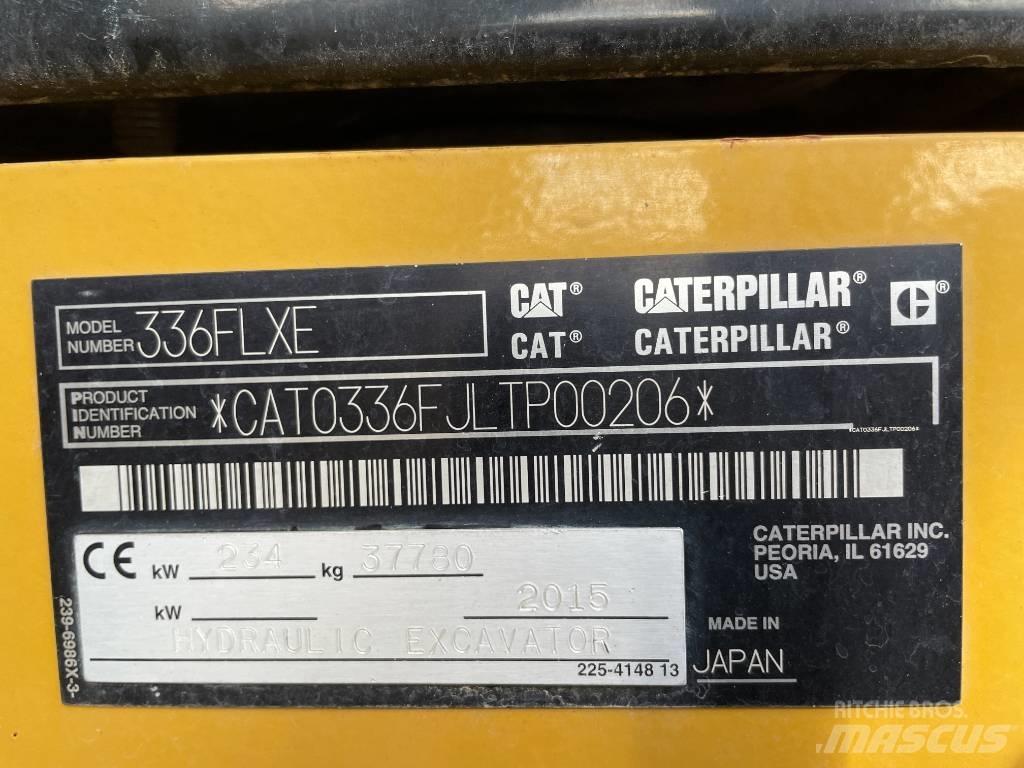 MODEL NUMBER 336FLXE
CAT® CATERPILLAR® C®
CAT® CATERPILLAR®
PRODUCT IDENTIFICATION NUMBER *CAT0336FJLTP00206*
*CAT0336FJLTP00206*
CE kW 234 kg 37780
kW 2015
HYDRAULIC EXCAVATOR
225-4148 13
239-6986X-3-
CATERPILLAR INC.
PEORIA, IL 61629
USA
MADE IN
JAPAN
RITCHIE BROS.
MASCUS